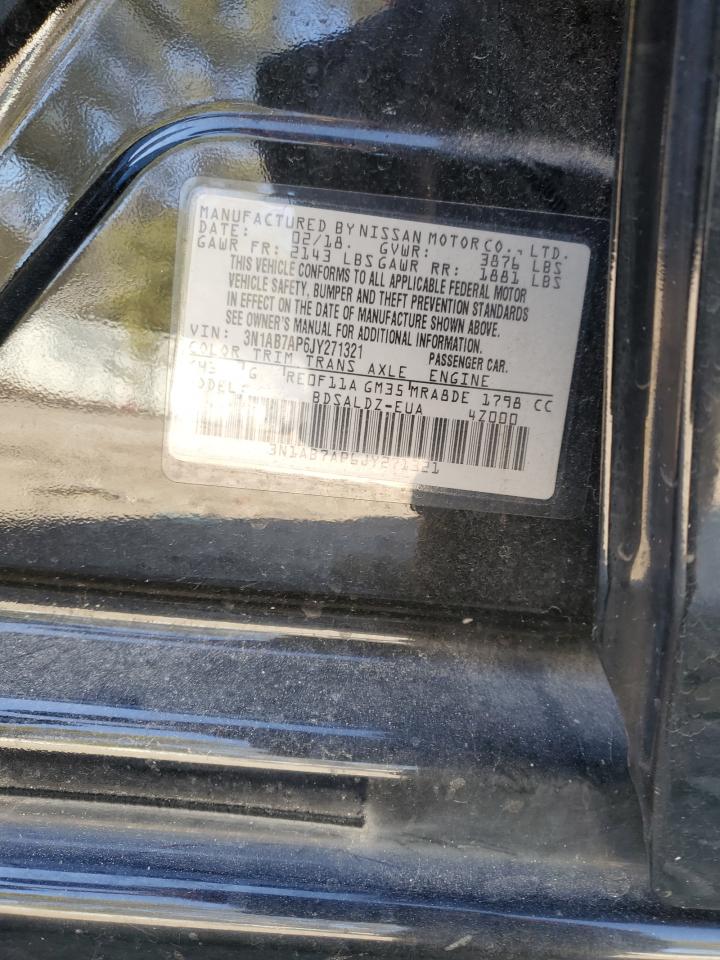 MANUFACTURED BY NISSAN MOTOR CO., LTD.
DATE: 02/18. GVWR: 3876 LBS
GAWR FR: 2143 LBS GAWR RR: 1881 LBS
THIS VEHICLE CONFORMS TO ALL APPLICABLE FEDERAL MOTOR
VEHICLE SAFETY, BUMPER AND THEFT PREVENTION STANDARDS
IN EFFECT ON THE DATE OF MANUFACTURE SHOWN ABOVE.
SEE OWNER'S MANUAL FOR ADDITIONAL INFORMATION.
VIN: 3N1AB7AP6JY271321 PASSENGER CAR.
COLOR TRIM TRANS AXLE ENGINE
RE0F11A GM35 MRA8DE 1798 CC
BDSALDZ-EUA 4Z000
3N1AB7AP6JY271321